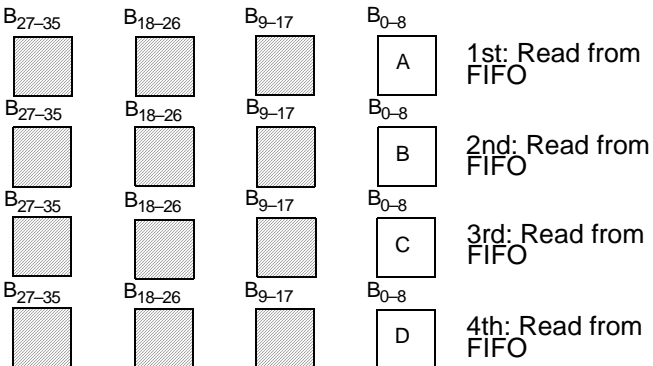 B27–35 B18–26 B9–17 B0–8
A 1st: Read from
FIFO
B27–35 B18–26 B9–17 B0–8
B 2nd: Read from
FIFO
B27–35 B18–26 B9–17 B0–8
C 3rd: Read from
FIFO
B27–35 B18–26 B9–17 B0–8
D 4th: Read from
FIFO